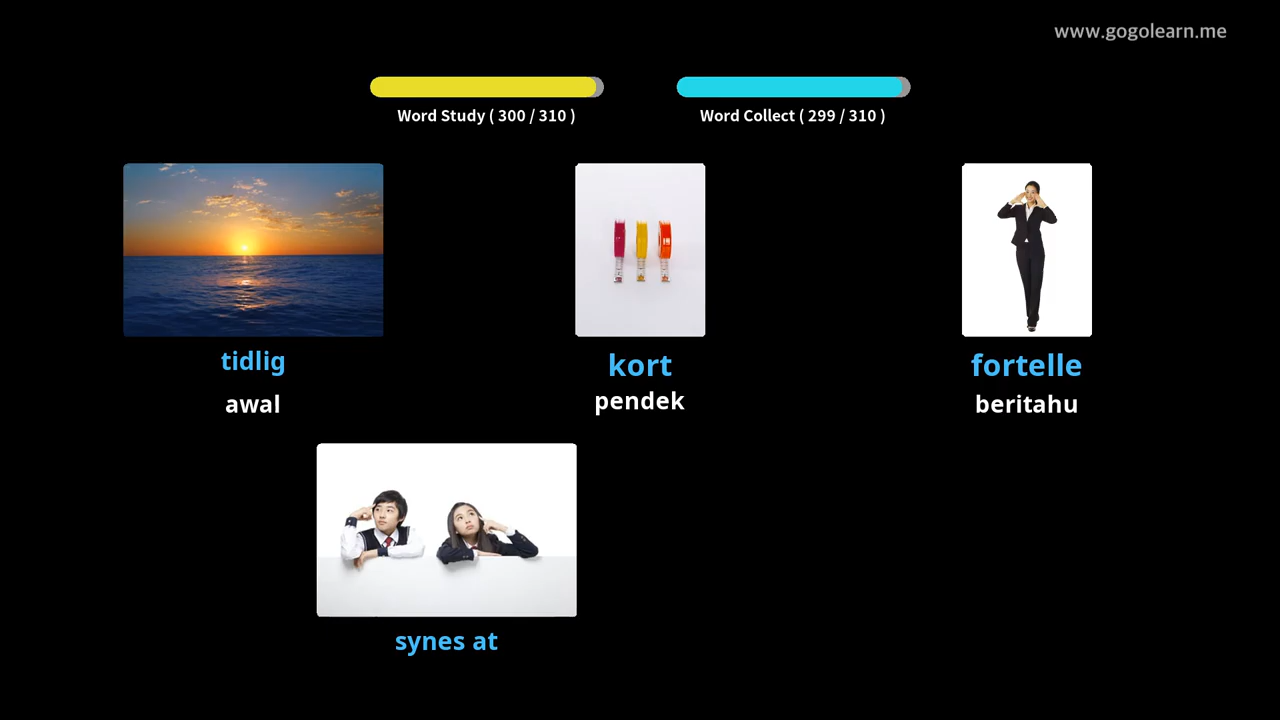 www.gogolearn.me
Word Study ( 300 / 310 )
Word Collect ( 299 / 310 )
tidlig
awal
kort
pendek
fortelle
beritahu
synes at